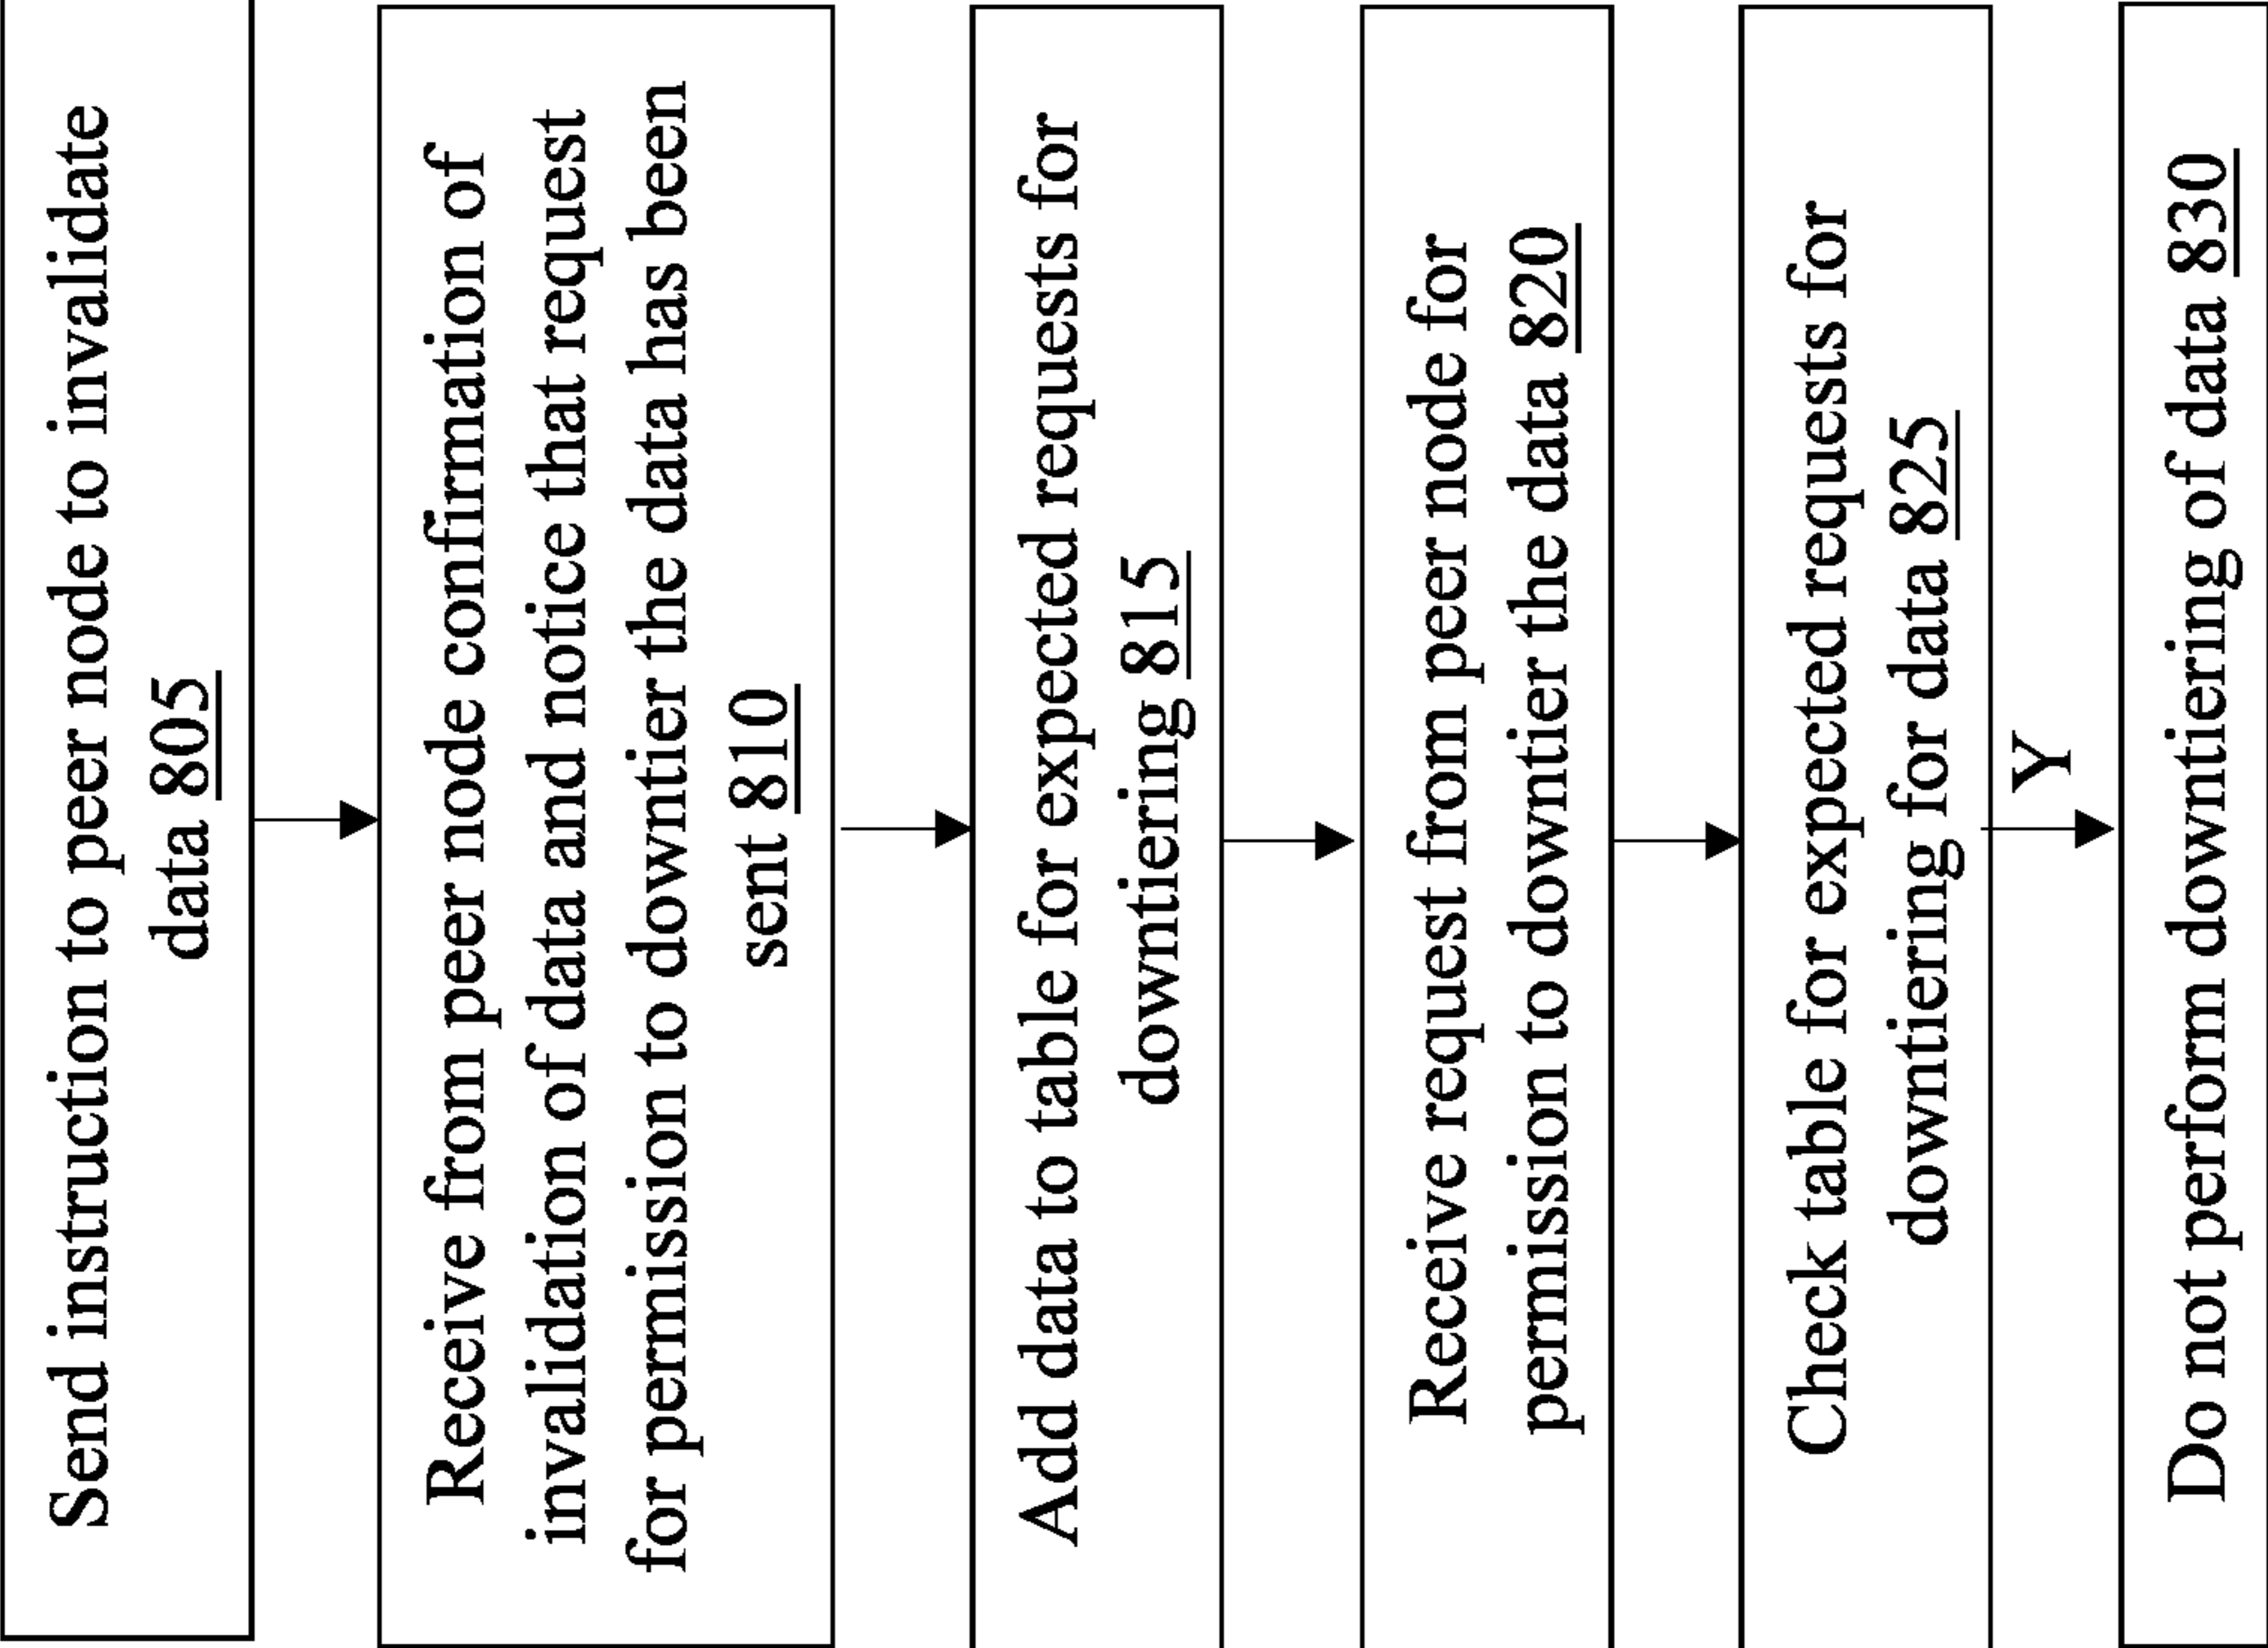 Send instruction to peer node to invalidate
data 805
Receive from peer node confirmation of
invalidation of data and notice that request
for permission to downtier the data has been
sent 810
Add data to table for expected requests for
downtiering 815
Receive request from peer node for
permission to downtier the data 820
Check table for expected requests for
downtiering for data 825
Y
Do not perform downtiering of data 830